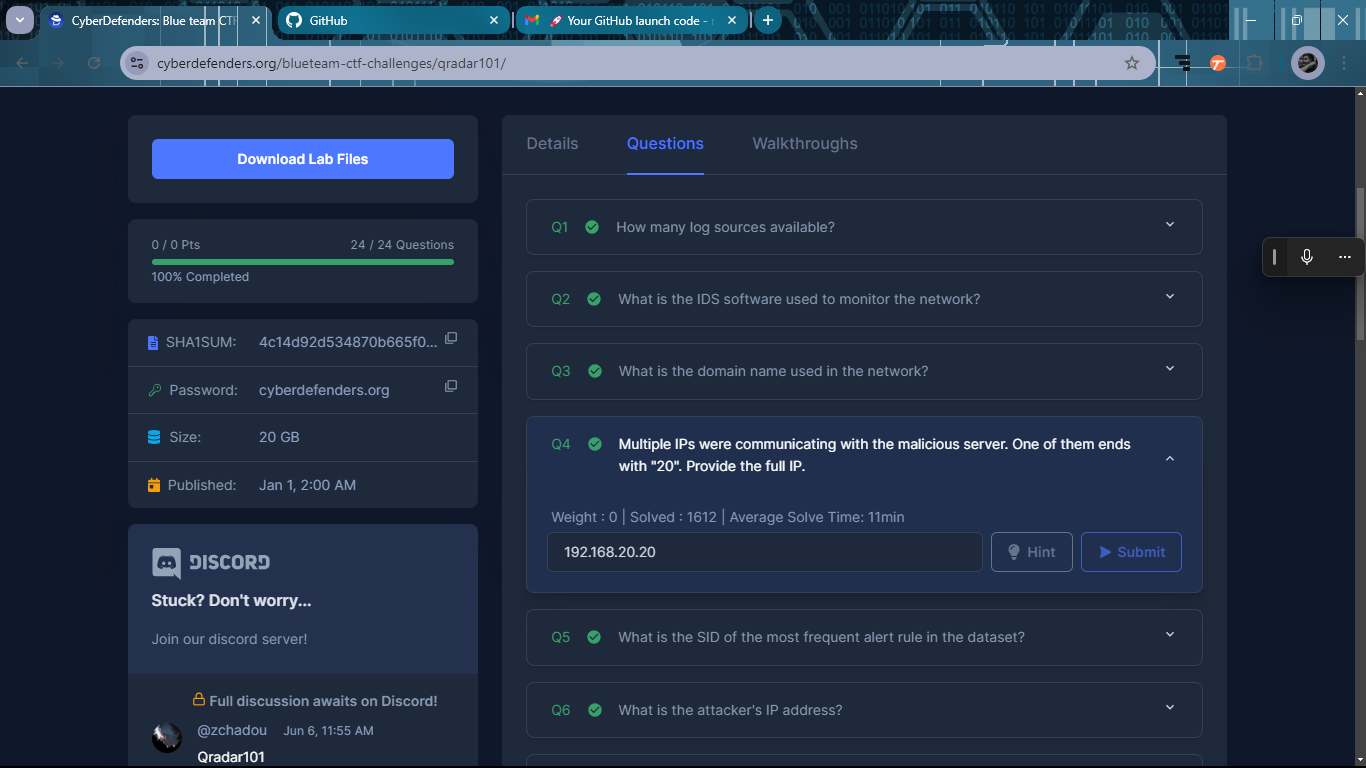 CyberDefenders: Blue team CTF
GitHub
🚀 Your GitHub launch code -
cyberdefenders.org/blueteam-ctf-challenges/qradar101/
Download Lab Files
0 / 0 Pts
24 / 24 Questions
100% Completed
SHA1SUM: 4c14d92d534870b665f0...
Password: cyberdefenders.org
Size: 20 GB
Published: Jan 1, 2:00 AM
DISCORD
Stuck? Don't worry...
Join our discord server!
Full discussion awaits on Discord!
@zchadou Jun 6, 11:55 AM
Qradar101
Details Questions Walkthroughs
Q1 How many log sources available?
Q2 What is the IDS software used to monitor the network?
Q3 What is the domain name used in the network?
Q4 Multiple IPs were communicating with the malicious server. One of them ends
with "20". Provide the full IP.
Weight : 0 | Solved : 1612 | Average Solve Time: 11min
192.168.20.20
Hint
Submit
Q5 What is the SID of the most frequent alert rule in the dataset?
Q6 What is the attacker's IP address?